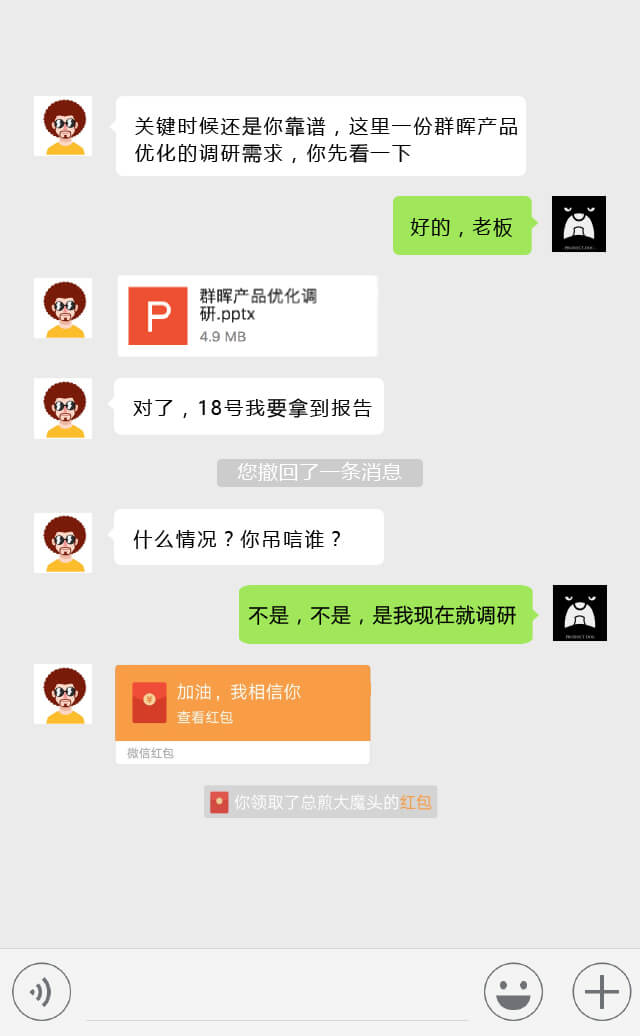 关键时候还是你靠谱，这里一份群晖产品
优化的调研需求，你先看一下
好的，老板
P
群晖产品优化调
研.pptx
4.9 MB
对了，18号我要拿到报告
您撤回了一条消息
什么情况？你吊唁谁？
不是，不是，是我现在就调研
加油，我相信你
查看红包
微信红包
你领取了总煎大魔头的红包